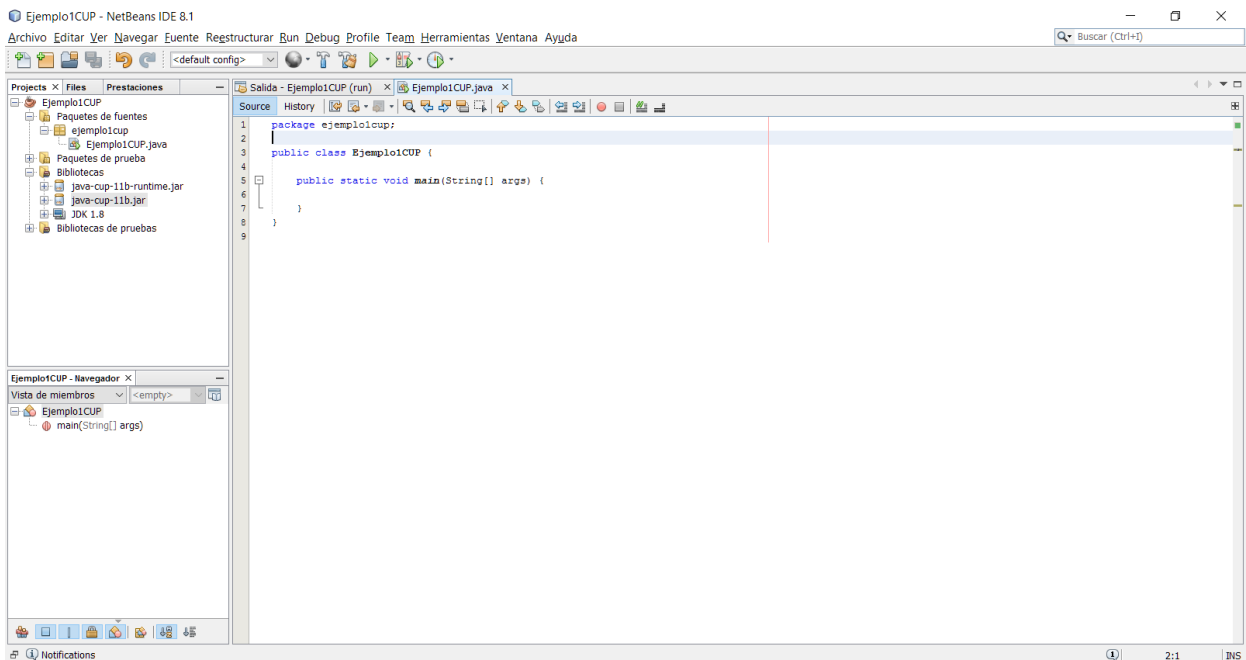 Ejemplo1CUP - NetBeans IDE 8.1
Archivo Editar Ver Navegar Fuente Reestructurar Run Debug Profile Team Herramientas Ventana Ayuda
Buscar (Ctrl+I)
<default config>
Projects Files Prestaciones
Ejemplo1CUP
Paquetes de fuentes
ejemplo1cup
Ejemplo1CUP.java
Paquetes de prueba
Bibliotecas
java-cup-11b-runtime.jar
java-cup-11b.jar
JDK 1.8
Bibliotecas de pruebas
Salida - Ejemplo1CUP (run) Ejemplo1CUP.java
Source History
1 package ejemplo1cup;
2
3 public class Ejemplo1CUP {
4
5 public static void main(String[] args) {
6
7 }
8 }
9
Ejemplo1CUP - Navegador
Vista de miembros <empty>
Ejemplo1CUP
main(String[] args)
Notifications
1
2:1
INS